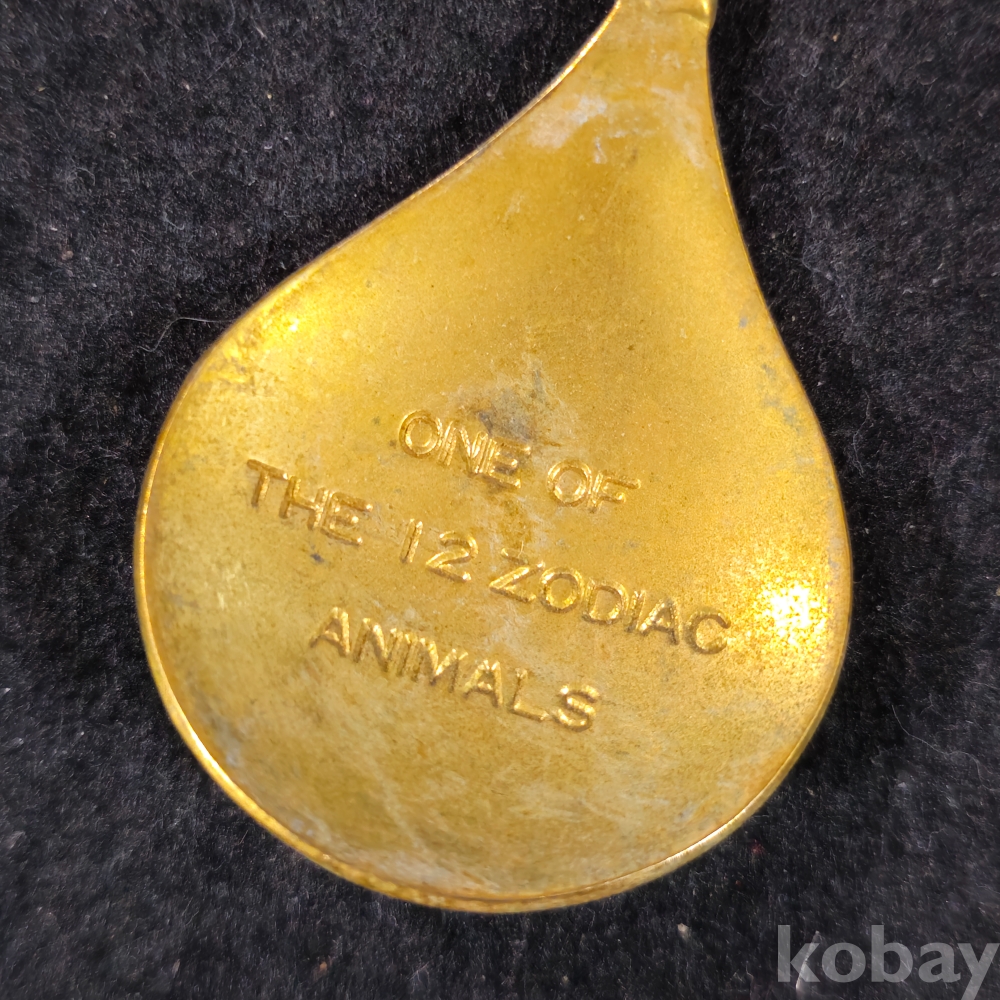 ONE OF
THE 12 ZODIAC
ANIMALS
kobay